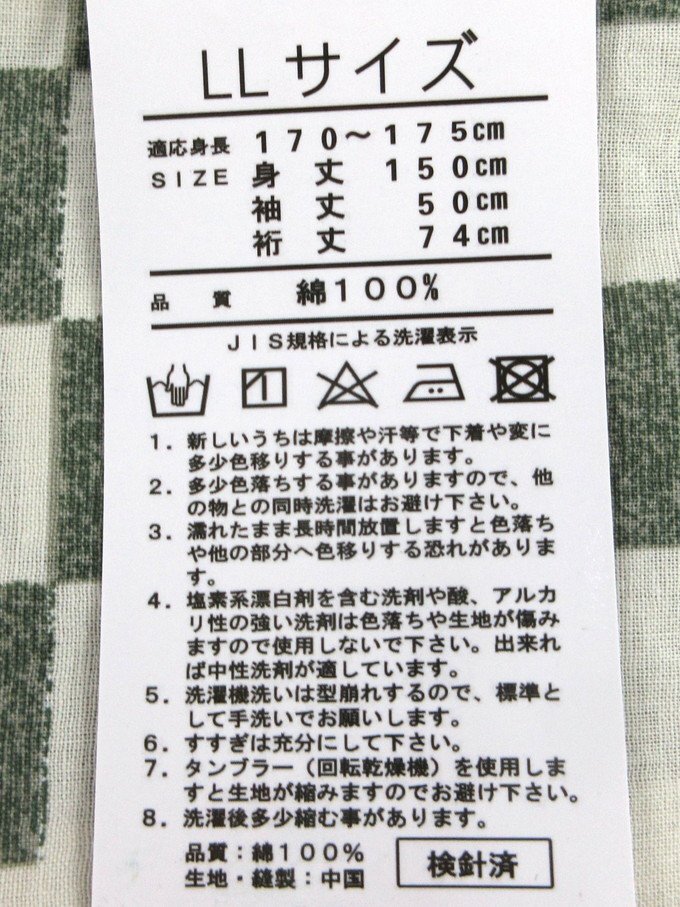 LLサイズ
適応身長 170～175cm
SIZE 身丈 150cm
袖丈 50cm
裄丈 74cm
品質 綿100%
JIS規格による洗濯表示
1．新しいうちは摩擦や汗等で下着や変に
多少色移りする事があります。
2．多少色落ちする事がありますので、他
の物との同時洗濯はお避け下さい。
3．濡れたまま長時間放置しますと色落ち
や他の部分へ色移りする恐れがありま
す。
4．塩素系漂白剤を含む洗剤や酸、アルカ
リ性の強い洗剤は色落ちや生地が傷み
ますので使用しないで下さい。出来れ
ば中性洗剤が適しています。
5．洗濯機洗いは型崩れするので、標準と
して手洗いでお願いします。
6．すすぎは充分にして下さい。
7．タンブラー（回転乾燥機）を使用しま
すと生地が縮みますのでお避け下さい。
8．洗濯後多少縮む事があります。
品質：綿100%
生地・縫製：中国
検針済